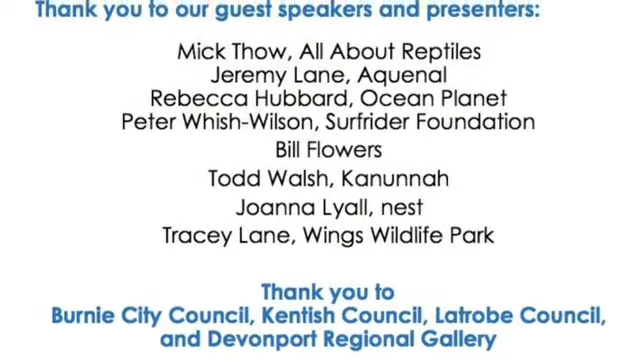 Thank you to our guest speakers and presenters:
Mick Thow, All About Reptiles
Jeremy Lane, Aquenal
Rebecca Hubbard, Ocean Planet
Peter Whish-Wilson, Surfrider Foundation
Bill Flowers
Todd Walsh, Kanunnah
Joanna Lyall, nest
Tracey Lane, Wings Wildlife Park
Thank you to
Burnie City Council, Kentish Council, Latrobe Council,
and Devonport Regional Gallery